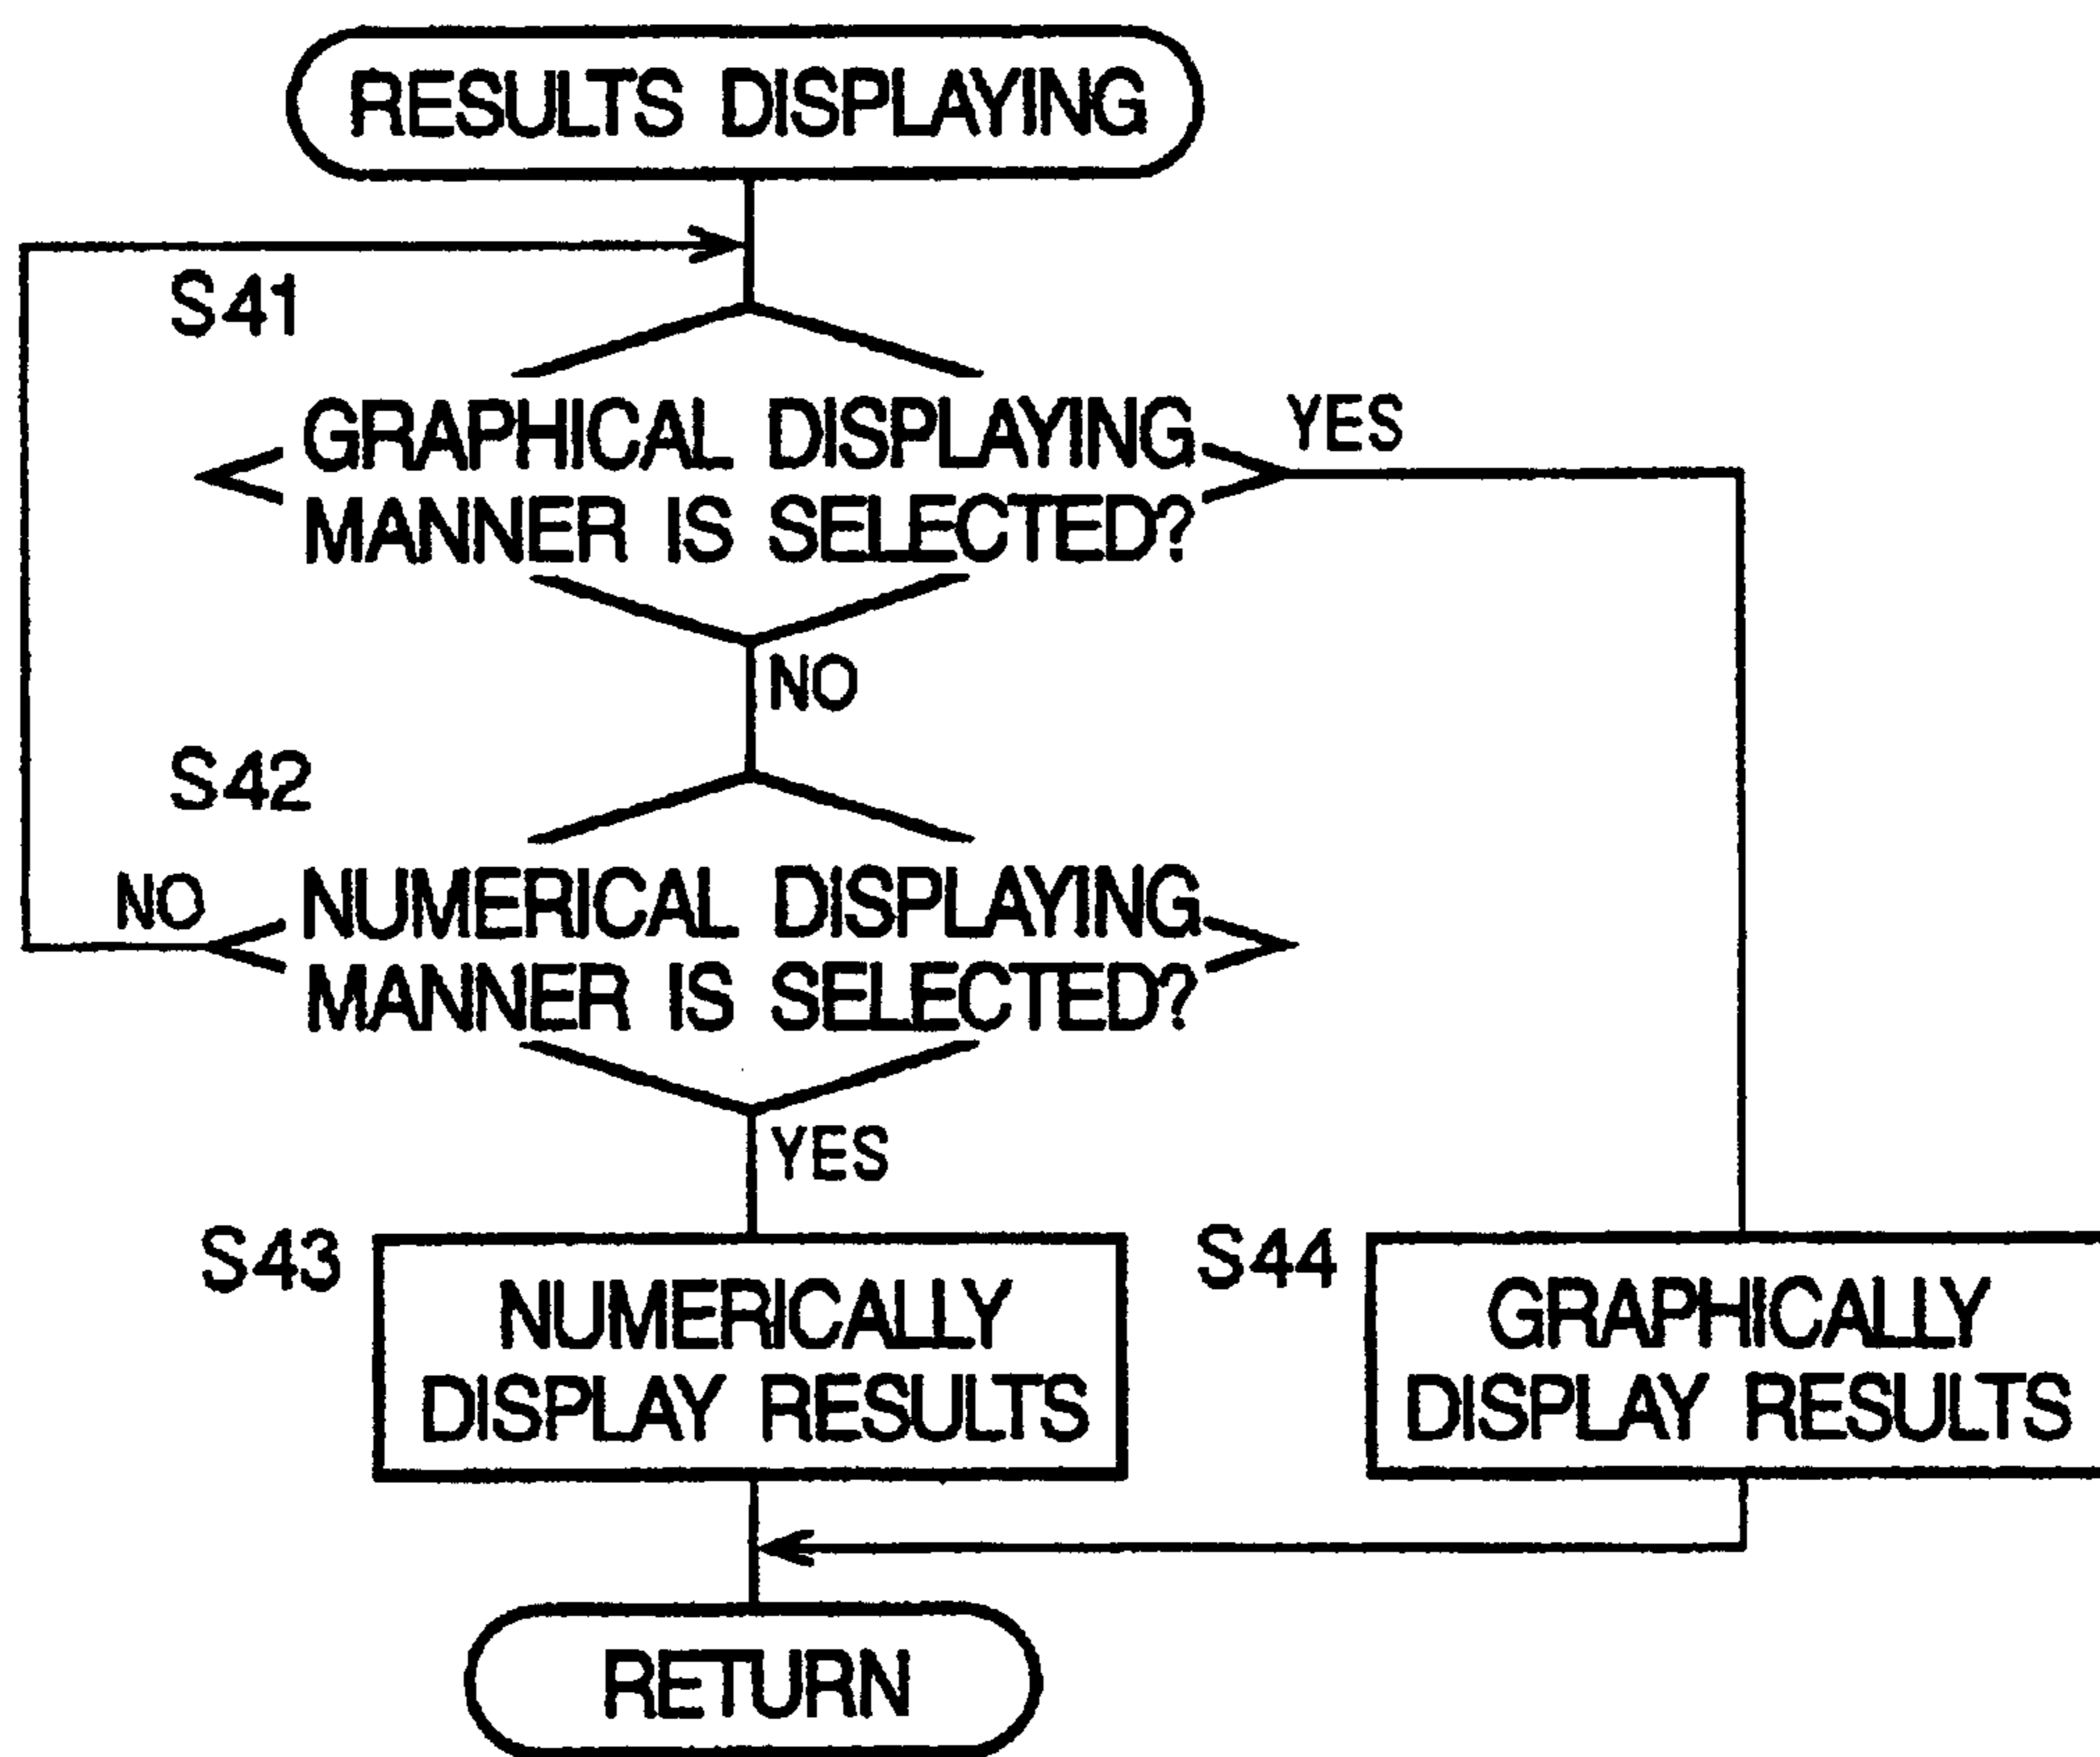 RESULTS DISPLAYING
S41
GRAPHICAL DISPLAYING
MANNER IS SELECTED?
YES
NO
S42
NO
NUMERICAL DISPLAYING
MANNER IS SELECTED?
YES
S43
NUMERICALLY
DISPLAY RESULTS
S44
GRAPHICALLY
DISPLAY RESULTS
RETURN